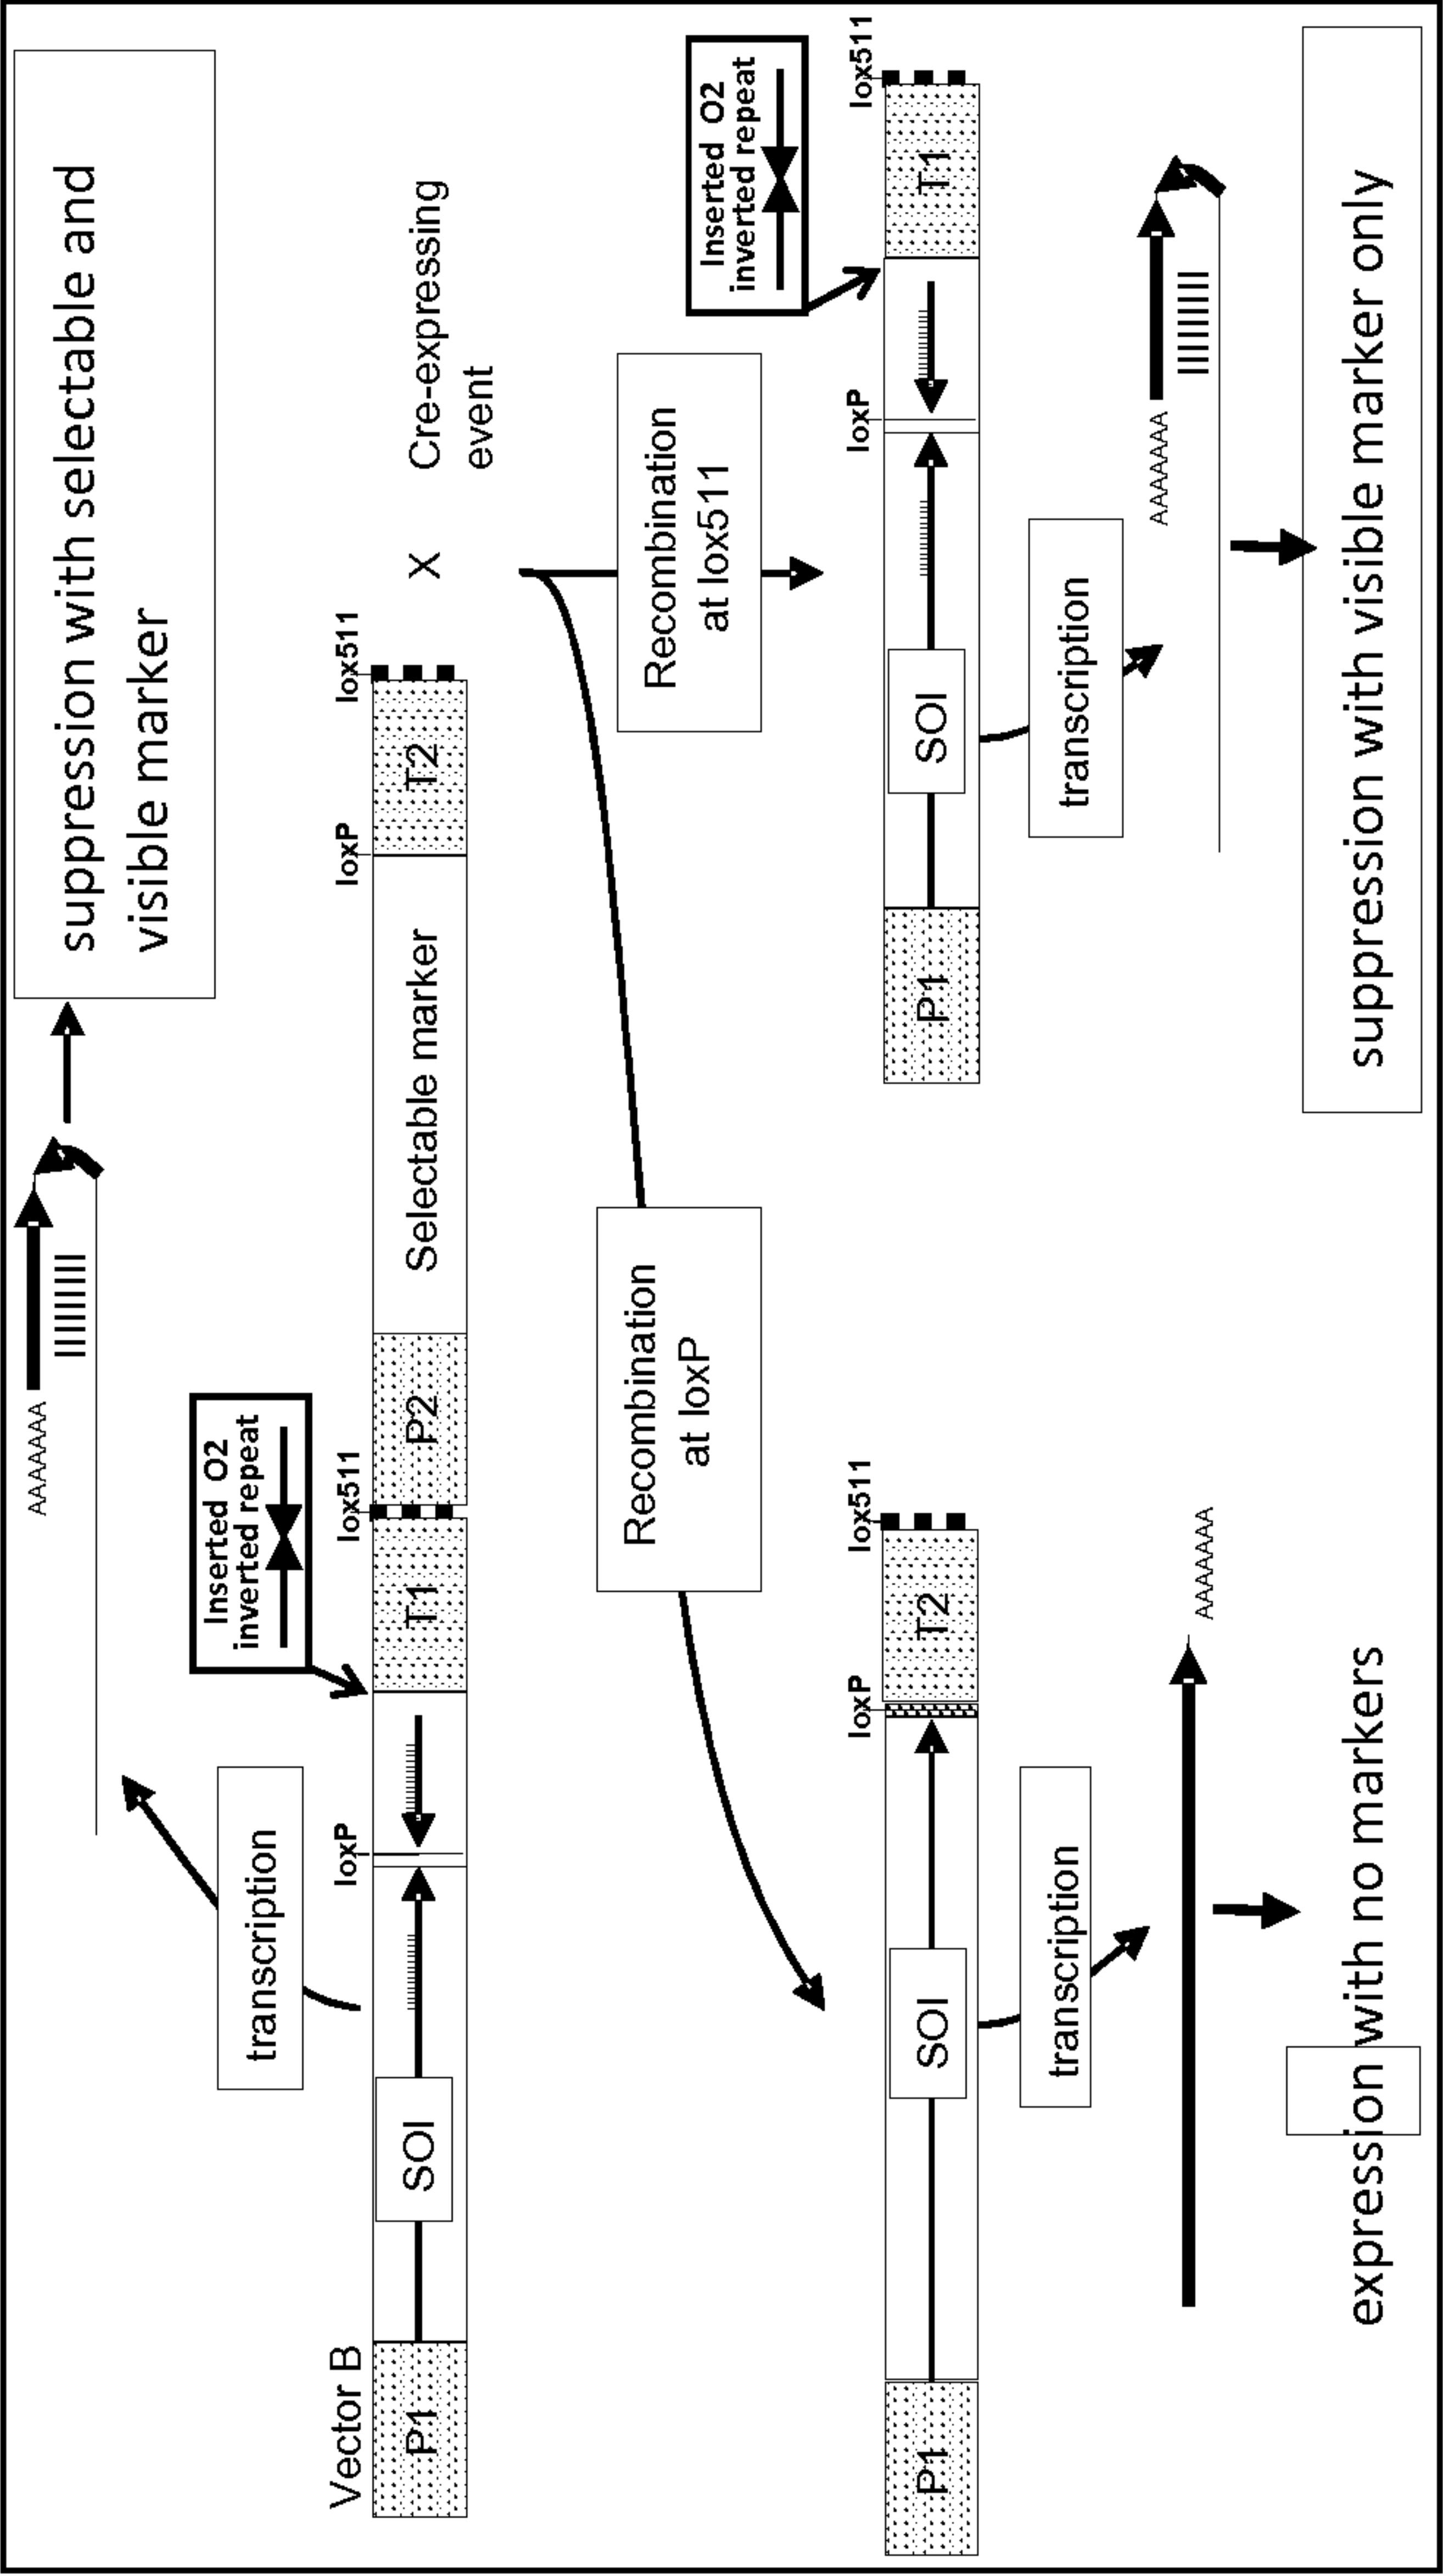 AAAAAAA
suppression with selectable and
visible marker
transcription
Inserted O2
inverted repeat
Vector B
loxP
lox511
loxP
lox511
P1
SOI
T1
P2
Selectable marker
T2
X
Cre-expressing
event
Recombination
at loxP
Recombination
at lox511
Inserted O2
inverted repeat
loxP
lox511
P1
SOI
T2
loxP
lox511
P1
SOI
T1
transcription
AAAAAAA
transcription
AAAAAAA
expression with no markers
suppression with visible marker only